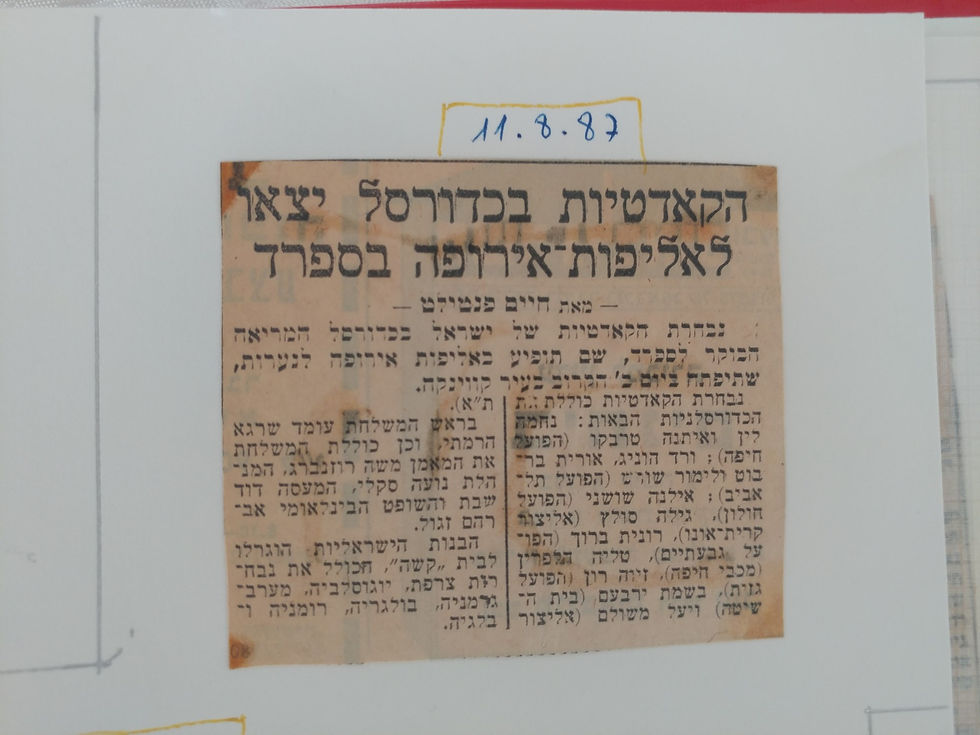 11.8.87
הקאדטיות בכדורסל יצאו
לאליפות־אירופה בספרד
— מאת חיים פנטילט —
נבחרת הקאדטיות של ישראל בכדורסל המריאה
הבוקר לספרד, שם תופיע באליפות אירופה לנערות,
שתיפתח ביום ב' הקרוב בעיר קווינקה.
נבחרת הקאדטיות כוללת את
הכדורסלניות הבאות: נחמה
לין ואיתנה טרבקו (הפועל
חיפה); ורד הוניג, אורית בר־
בוט ולימור שורש (הפועל תל־
אביב); אילנה שושני (הפועל
חולון), גילה סולץ (אליצור
קרית־אונו), רונית ברוך (הפו־
על גבעתיים), טליה הלפרין
(מכבי חיפה), זיוה רון (הפועל
גזית), בשמת ירבעם (בית ה־
שיטה) ויעל משולם (אליצור
ת"א).
בראש המשלחת עומד שרגא
הרמתי, וכן כוללת המשלחת
את המאמן משה רוזנברג, המנ־
הלת נועה סקלי, המעסה דוד
שבת והשופט הבינלאומי אב־
רהם זגול.
הבנות הישראליות הוגרלו
לבית „קשה", הכולל את נבח־
רות צרפת, יוגוסלביה, מערב־
גרמניה, בולגריה, רומניה ו־
בלגיה.